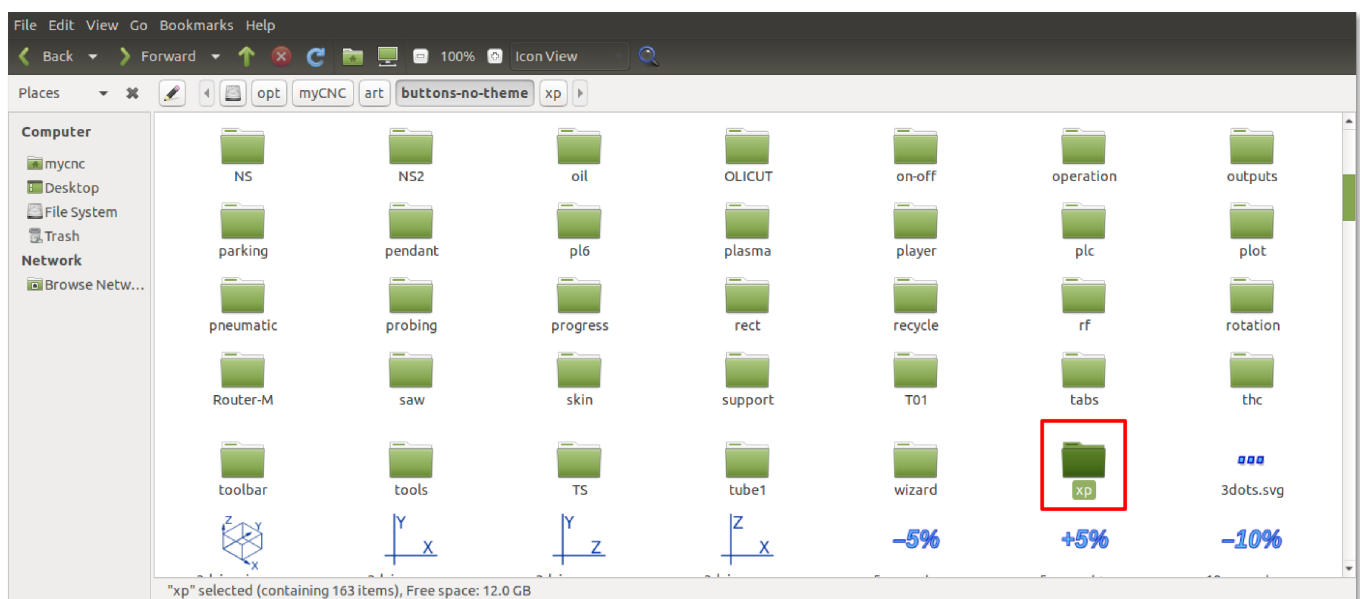 File Edit View Go Bookmarks Help
Back Forward 100% Icon View
Places opt myCNC art buttons-no-theme xp
Computer
mycnc
Desktop
File System
Trash
Network
Browse Netw...
NS NS2 oil OLICUT on-off operation outputs
parking pendant pl6 plasma player plc plot
pneumatic probing progress rect recycle rf rotation
Router-M saw skin support T01 tabs thc
toolbar tools TS tube1 wizard xp 3dots.svg
Z Y X Y X Y Z Z X –5% +5% –10%
"xp" selected (containing 163 items), Free space: 12.0 GB